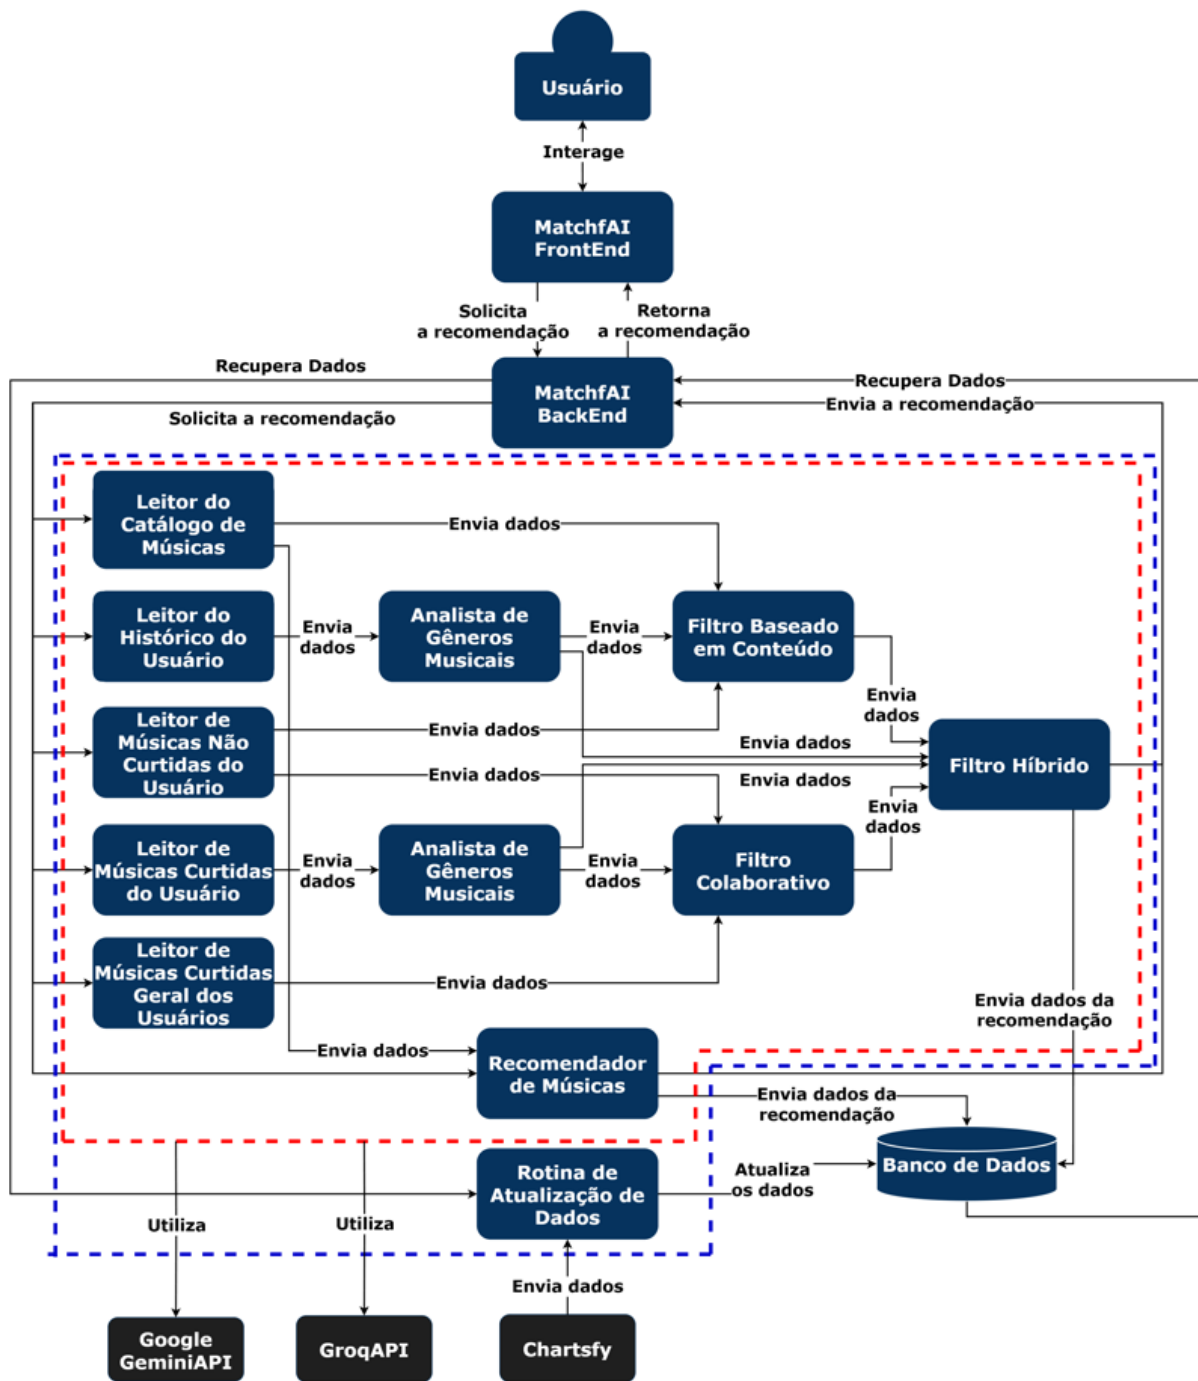 Usuário
Interage
MatchfAI
FrontEnd
Solicita
a recomendação
Retorna
a recomendação
Recupera Dados
MatchfAI
BackEnd
Recupera Dados
Solicita a recomendação
Envia a recomendação
Leitor do
Catálogo de
Músicas
Envia dados
Leitor do
Histórico do
Usuário
Envia
dados
Analista de
Gêneros
Musicais
Envia
dados
Filtro Baseado
em Conteúdo
Envia
dados
Leitor de
Músicas Não
Curtidas do
Usuário
Envia dados
Envia dados
Envia dados
Envia dados
Filtro Híbrido
Envia
dados
Leitor de
Músicas Curtidas
do Usuário
Envia
dados
Analista de
Gêneros
Musicais
Envia
dados
Filtro
Colaborativo
Leitor de
Músicas Curtidas
Geral dos
Usuários
Envia dados
Envia dados da
recomendação
Envia dados
Recomendador
de Músicas
Envia dados da
recomendação
Rotina de
Atualização de
Dados
Atualiza
os dados
Banco de Dados
Utiliza
Utiliza
Envia dados
Google
GeminiAPI
GroqAPI
Chartsfy